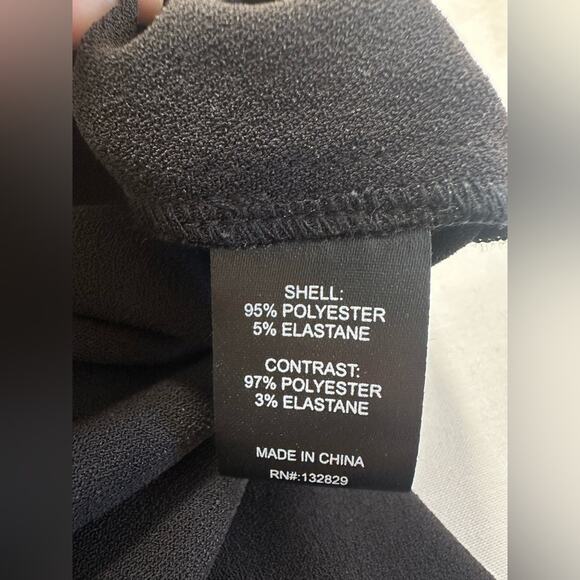 SHELL:
95% POLYESTER
5% ELASTANE
CONTRAST:
97% POLYESTER
3% ELASTANE
MADE IN CHINA
RN#:132829